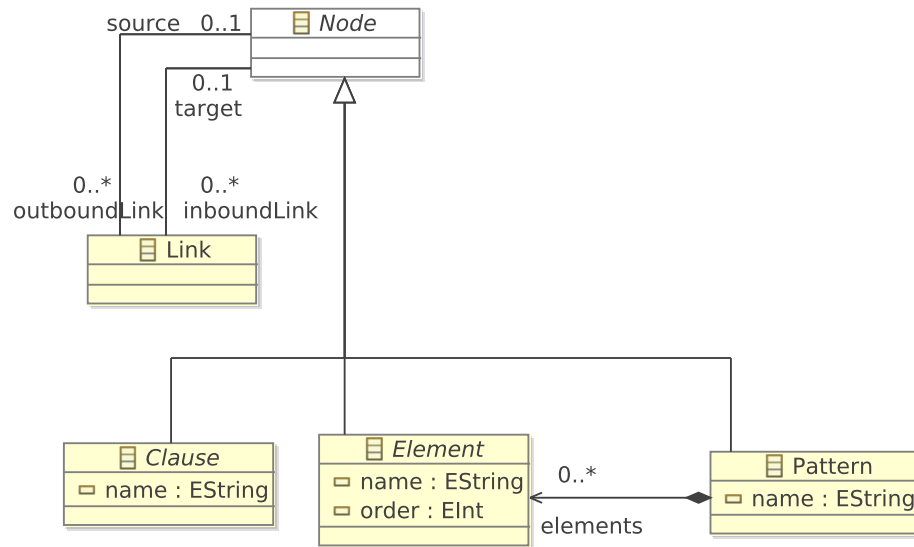 Node
source 0..1
0..1
target
0..* 0..*
outboundLink inboundLink
Link
Clause
name : EString
Element
name : EString
order : EInt
0..*
elements
Pattern
name : EString